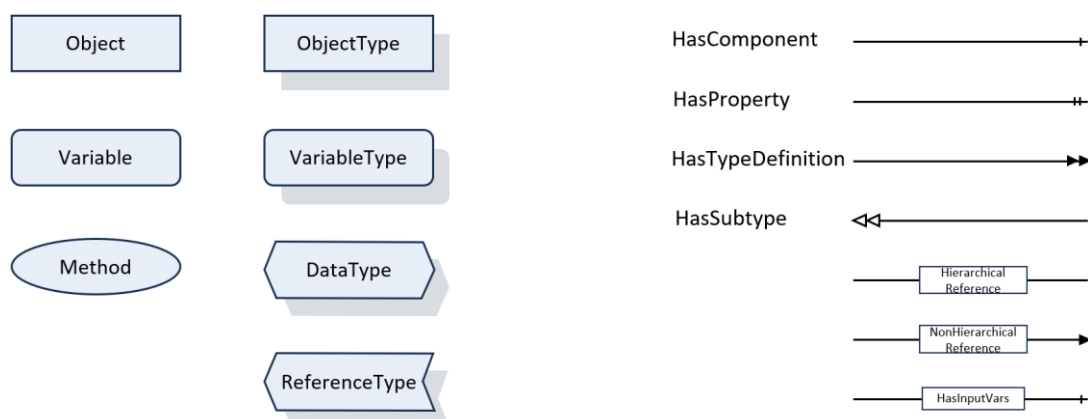 Object
ObjectType
HasComponent
HasProperty
Variable
VariableType
HasTypeDefinition
HasSubtype
Method
DataType
Hierarchical
Reference
NonHierarchical
Reference
ReferenceType
HasInputVars